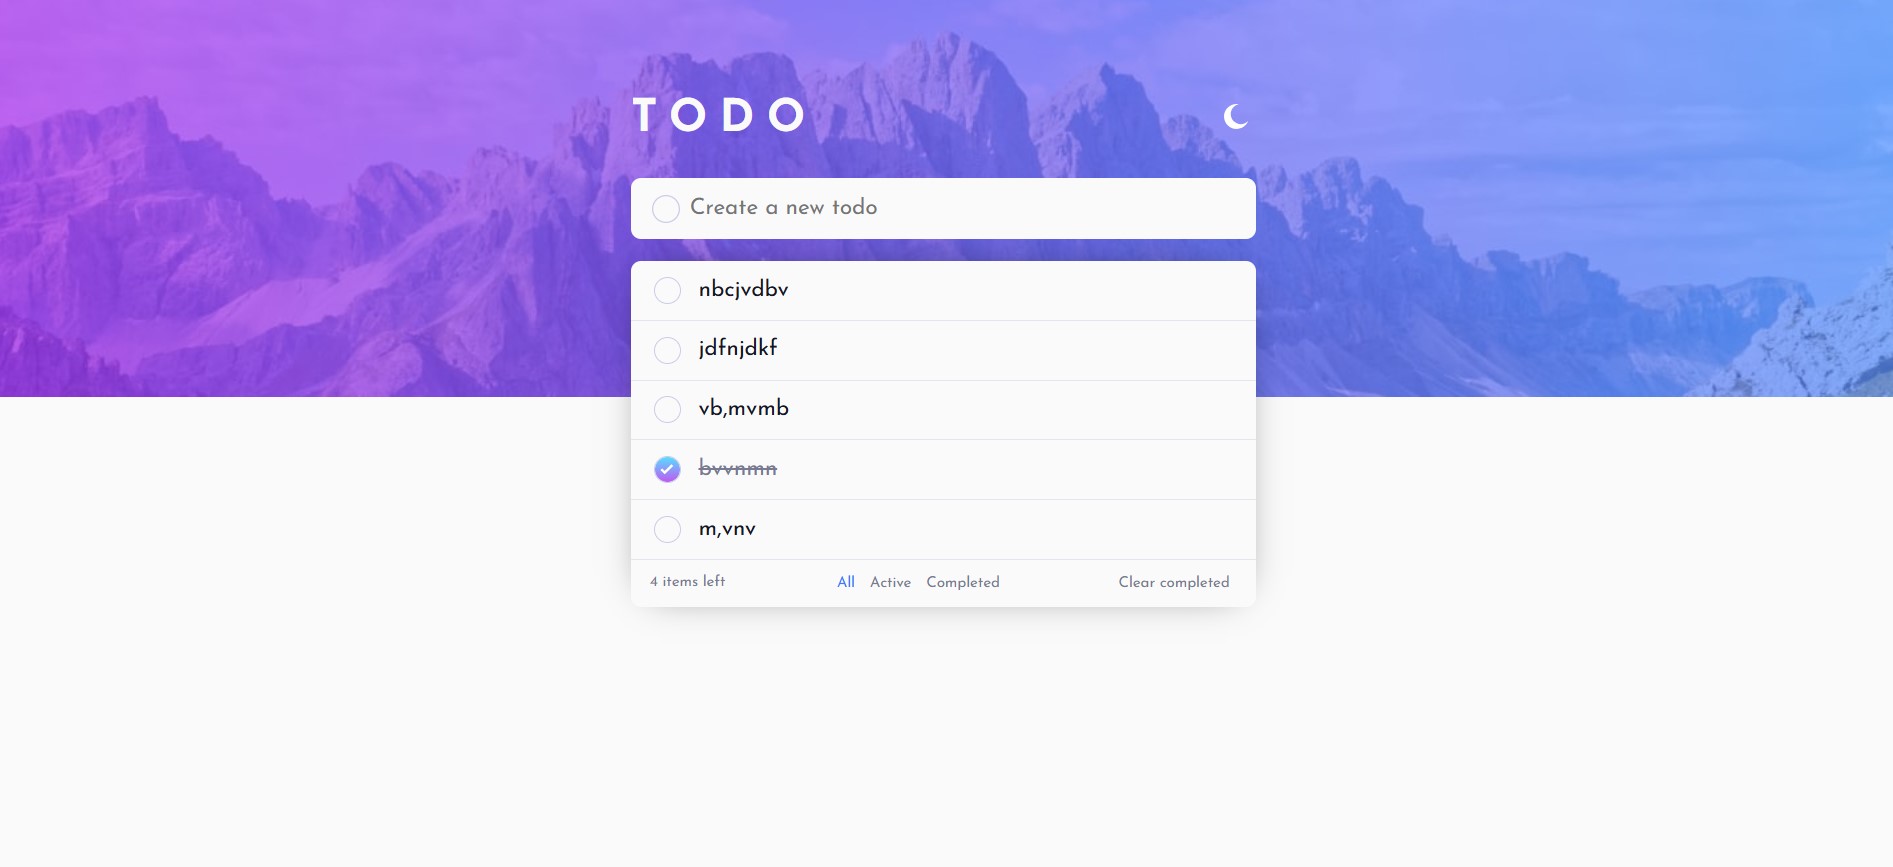 TODO
Create a new todo
nbcjvdbv
jdfnjdkf
vb,mvmb
bvvnmn
m,vnv
4 items left All Active Completed Clear completed